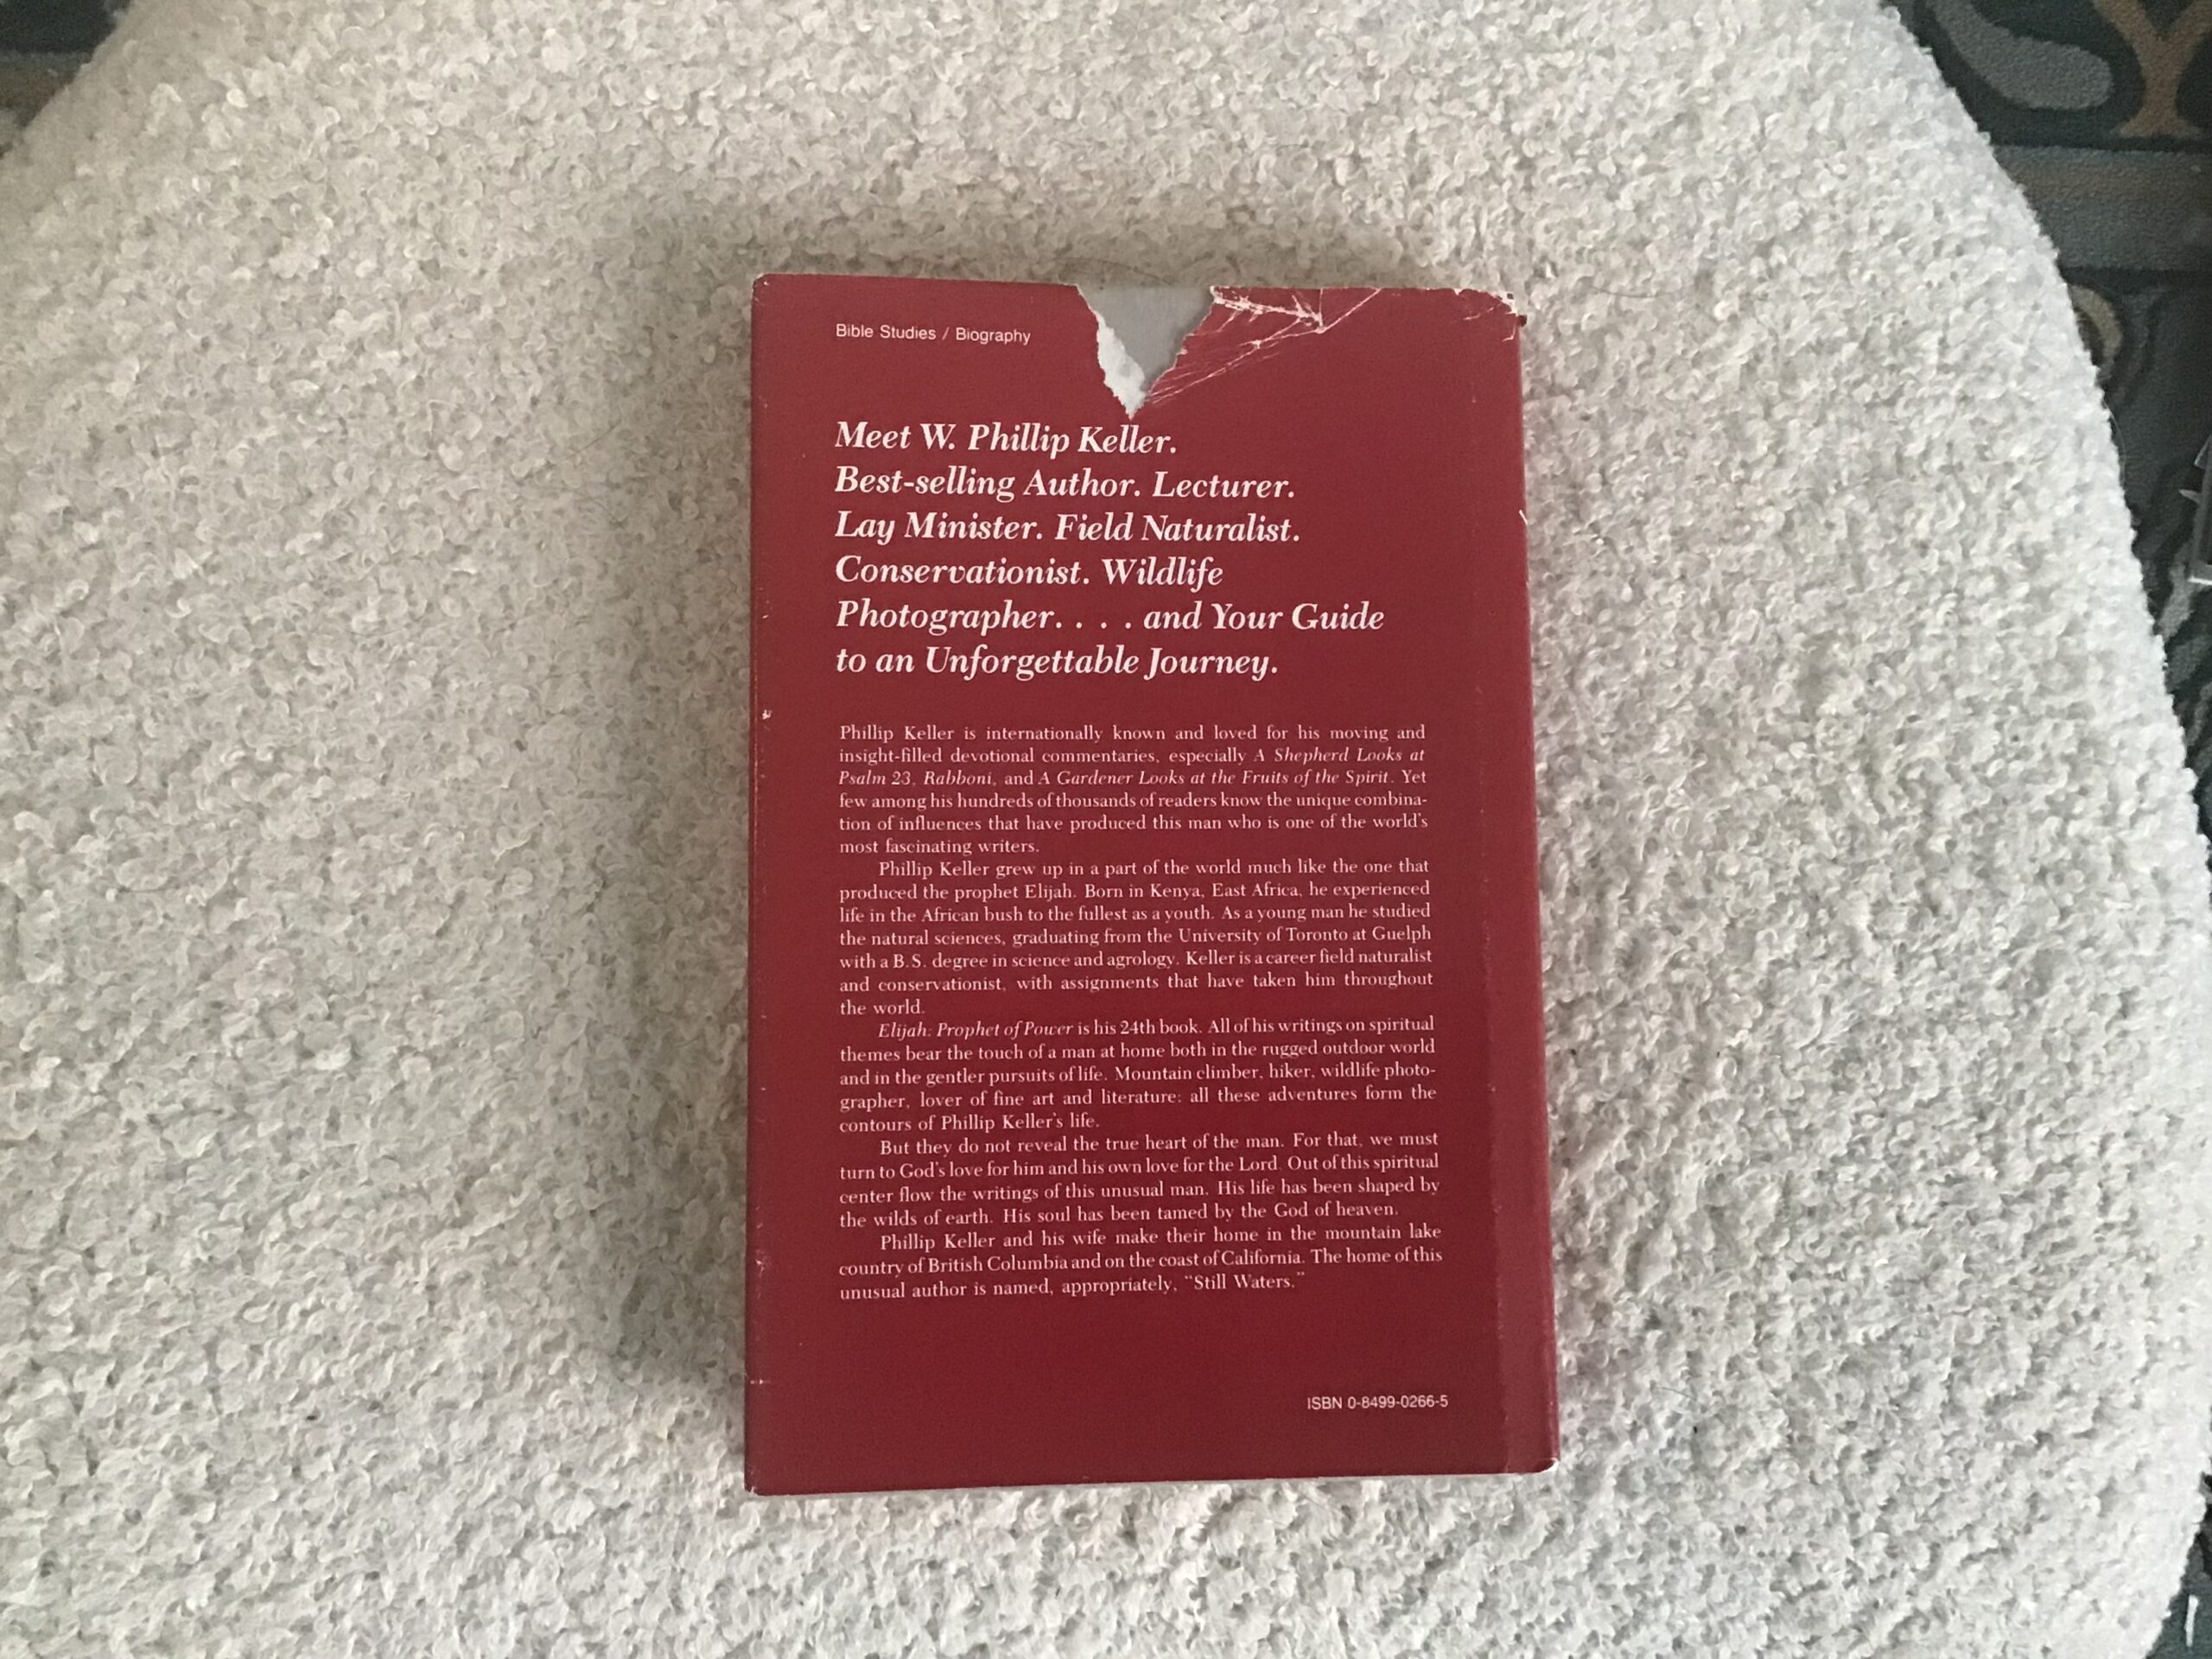 Bible Studies / Biography
Meet W. Phillip Keller.
Best-selling Author. Lecturer.
Lay Minister. Field Naturalist.
Conservationist. Wildlife
Photographer. . . . and Your Guide
to an Unforgettable Journey.
Phillip Keller is internationally known and loved for his moving and
insight-filled devotional commentaries, especially A Shepherd Looks at
Psalm 23, Rabboni, and A Gardener Looks at the Fruits of the Spirit. Yet
few among his hundreds of thousands of readers know the unique combina-
tion of influences that have produced this man who is one of the world's
most fascinating writers.
Phillip Keller grew up in a part of the world much like the one that
produced the prophet Elijah. Born in Kenya, East Africa, he experienced
life in the African bush to the fullest as a youth. As a young man he studied
the natural sciences, graduating from the University of Toronto at Guelph
with a B.S. degree in science and agrology. Keller is a career field naturalist
and conservationist, with assignments that have taken him throughout
the world.
Elijah: Prophet of Power is his 24th book. All of his writings on spiritual
themes bear the touch of a man at home both in the rugged outdoor world
and in the gentler pursuits of life. Mountain climber, hiker, wildlife photo-
grapher, lover of fine art and literature: all these adventures form the
contours of Phillip Keller's life.
But they do not reveal the true heart of the man. For that, we must
turn to God's love for him and his own love for the Lord. Out of this spiritual
center flow the writings of this unusual man. His life has been shaped by
the wilds of earth. His soul has been tamed by the God of heaven.
Phillip Keller and his wife make their home in the mountain lake
country of British Columbia and on the coast of California. The home of this
unusual author is named, appropriately, "Still Waters."
ISBN 0-8499-0266-5